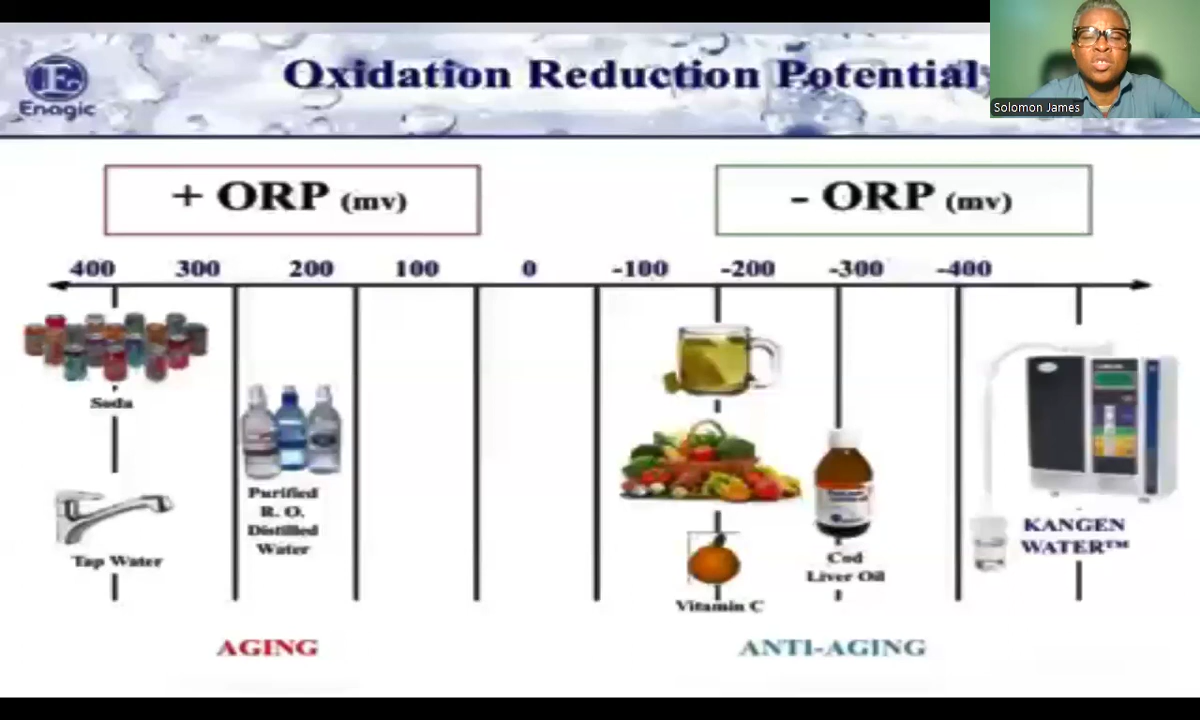 Oxidation Reduction Potential
Enagic
Solomon James
+ ORP (mv)
- ORP (mv)
400 300 200 100 0 -100 -200 -300 -400
Soda
Purified
R. O.
Distilled
Water
Tap Water
KANGEN
WATER™
Cod
Liver Oil
Vitamin C
AGING
ANTI-AGING